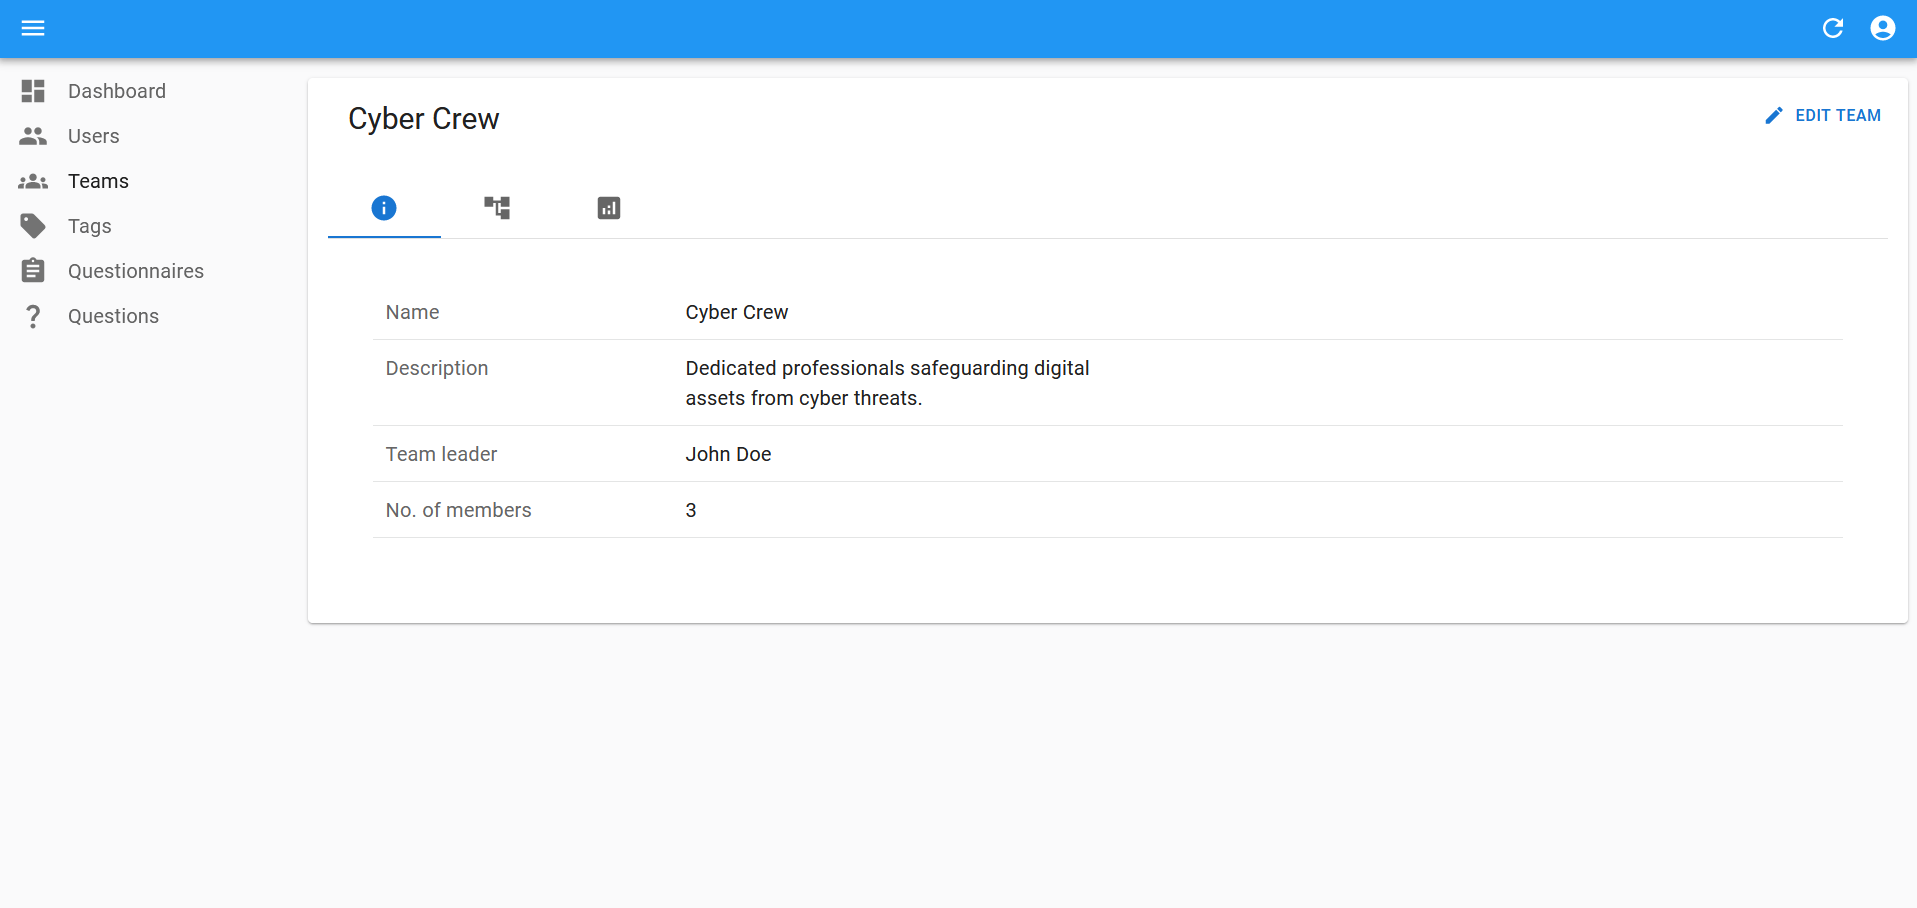 Dashboard
Users
Teams
Tags
Questionnaires
Questions
Cyber Crew
EDIT TEAM
Name
Cyber Crew
Description
Dedicated professionals safeguarding digital
assets from cyber threats.
Team leader
John Doe
No. of members
3